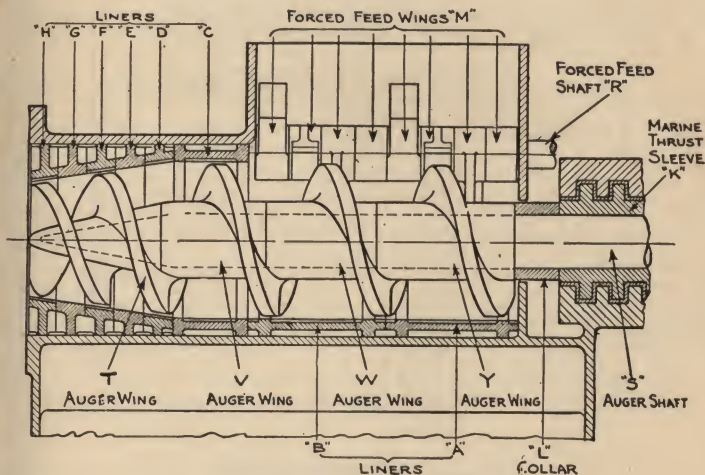 LINERS
"H" "G" "F" "E" "D" "C
FORCED FEED WINGS "M"
FORCED FEED
SHAFT "R"
MARINE
THRUST
SLEEVE
"K"
T
AUGER WING
V
AUGER WING
W
AUGER WING
Y
AUGER WING
"S"
AUGER SHAFT
"B" "A"
LINERS
"L"
COLLAR